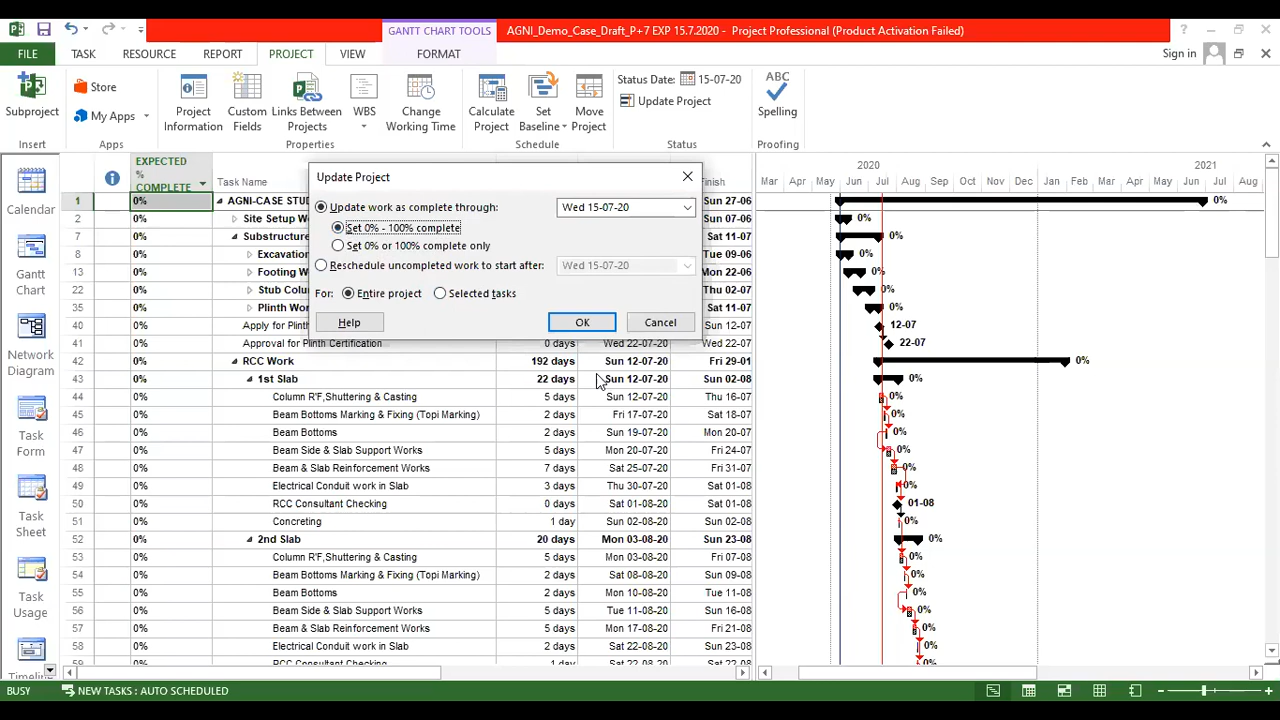 GANTT CHART TOOLS
AGNI_Demo_Case_Draft_P+7 EXP 15.7.2020 - Project Professional (Product Activation Failed)
FILE TASK RESOURCE REPORT PROJECT VIEW FORMAT Sign in
Subproject
Store
My Apps
Project Information
Custom Fields
Links Between Projects
WBS
Change Working Time
Calculate Project
Set Baseline
Move Project
Status Date: 15-07-20
Update Project
ABC
Spelling
Insert Apps Properties Schedule Status Proofing
Calendar
Gantt Chart
Network Diagram
Task Form
Task Sheet
Task Usage
EXPECTED % COMPLETE Task Name Finish
2020 2021
Mar Apr May Jun Jul Aug Sep Oct Nov Dec Jan Feb Mar Apr May Jun Jul Aug
Update Project
Update work as complete through: Wed 15-07-20
Set 0% - 100% complete
Set 0% or 100% complete only
Reschedule uncompleted work to start after: Wed 15-07-20
For: Entire project Selected tasks
Help OK Cancel
1 0% AGNI-CASE STU Sun 27-06 0%
2 0% Site Setup W Sun 07-06 0%
7 0% Substructure Sat 11-07 0%
8 0% Excavation Sun 07-06 0%
13 0% Footing W Mon 22-06 0%
22 0% Stub Colu 0%
35 0% Plinth Wor Sat 11-07 0%
40 0% Apply for Plinth Sun 12-07 12-07
41 0% Approval for Plinth Certification 0 days Wed 22-07-20 Wed 22-07 22-07
42 0% RCC Work 192 days Sun 12-07-20 Fri 29-01 0%
43 0% 1st Slab 22 days Sun 12-07-20 Sun 02-08 0%
44 0% Column R'F,Shuttering & Casting 5 days Sun 12-07-20 Thu 16-07 0%
45 0% Beam Bottoms Marking & Fixing (Topi Marking) 2 days Fri 17-07-20 Sat 18-07 0%
46 0% Beam Bottoms 2 days Sun 19-07-20 Mon 20-07 0%
47 0% Beam Side & Slab Support Works 5 days Mon 20-07-20 Fri 24-07 0%
48 0% Beam & Slab Reinforcement Works 7 days Sat 25-07-20 Fri 31-07 0%
49 0% Electrical Conduit work in Slab 3 days Thu 30-07-20 Sat 01-08 0%
50 0% RCC Consultant Checking 0 days Sat 01-08-20 Sat 01-08 01-08
51 0% Concreting 1 day Sun 02-08-20 Sun 02-08 0%
52 0% 2nd Slab 20 days Mon 03-08-20 Sun 23-08 0%
53 0% Column R'F,Shuttering & Casting 5 days Mon 03-08-20 Fri 07-08 0%
54 0% Beam Bottoms Marking & Fixing (Topi Marking) 2 days Sat 08-08-20 Sun 09-08 0%
55 0% Beam Bottoms 2 days Mon 10-08-20 Tue 11-08 0%
56 0% Beam Side & Slab Support Works 5 days Tue 11-08-20 Sun 16-08 0%
57 0% Beam & Slab Reinforcement Works 5 days Mon 17-08-20 Fri 21-08 0%
58 0% Electrical Conduit work in Slab 2 days Sat 22-08-20 Sun 23-08 0%
59 0% RCC Consultant Checking 1 day Sat 22-08-20 Sat 22-08 0%
BUSY NEW TASKS : AUTO SCHEDULED